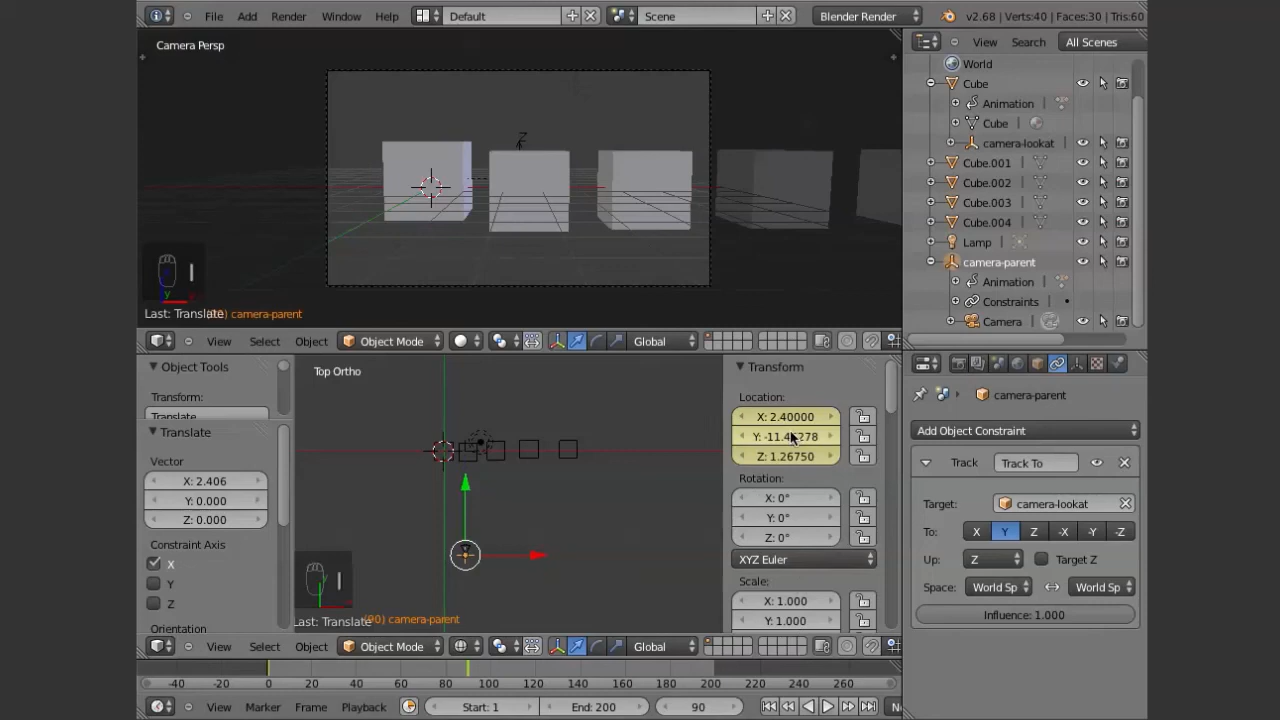 File Add Render Window Help Default Scene Blender Render v2.68 | Verts:40 | Faces:30 | Tris:60
Camera Persp
View Search All Scenes
World
Cube
Animation
Cube
camera-lookat
Cube.001
Cube.002
Cube.003
Cube.004
Lamp
camera-parent
Animation
Constraints
Camera
Z
y
Last: Translate
camera-parent
View Select Object Object Mode Global
Object Tools
Transform:
Translate
Translate
Vector
X: 2.406
Y: 0.000
Z: 0.000
Constraint Axis
X
Y
Z
Orientation
Top Ortho
Last: Translate
(90) camera-parent
Transform
Location:
X: 2.40000
Z: 1.26750
Rotation:
X: 0°
Y: 0°
Z: 0°
XYZ Euler
Scale:
X: 1.000
Y: 1.000
camera-parent
Add Object Constraint
Track Track To
Target: camera-lookat
To: X Y Z -X -Y -Z
Up: Z Target Z
Space: World Sp World Sp
Influence: 1.000
View Select Object Object Mode Global
-40 -20 0 20 40 60 80 100 120 140 160 180 200 220 240 260
View Marker Frame Playback Start: 1 End: 200 90